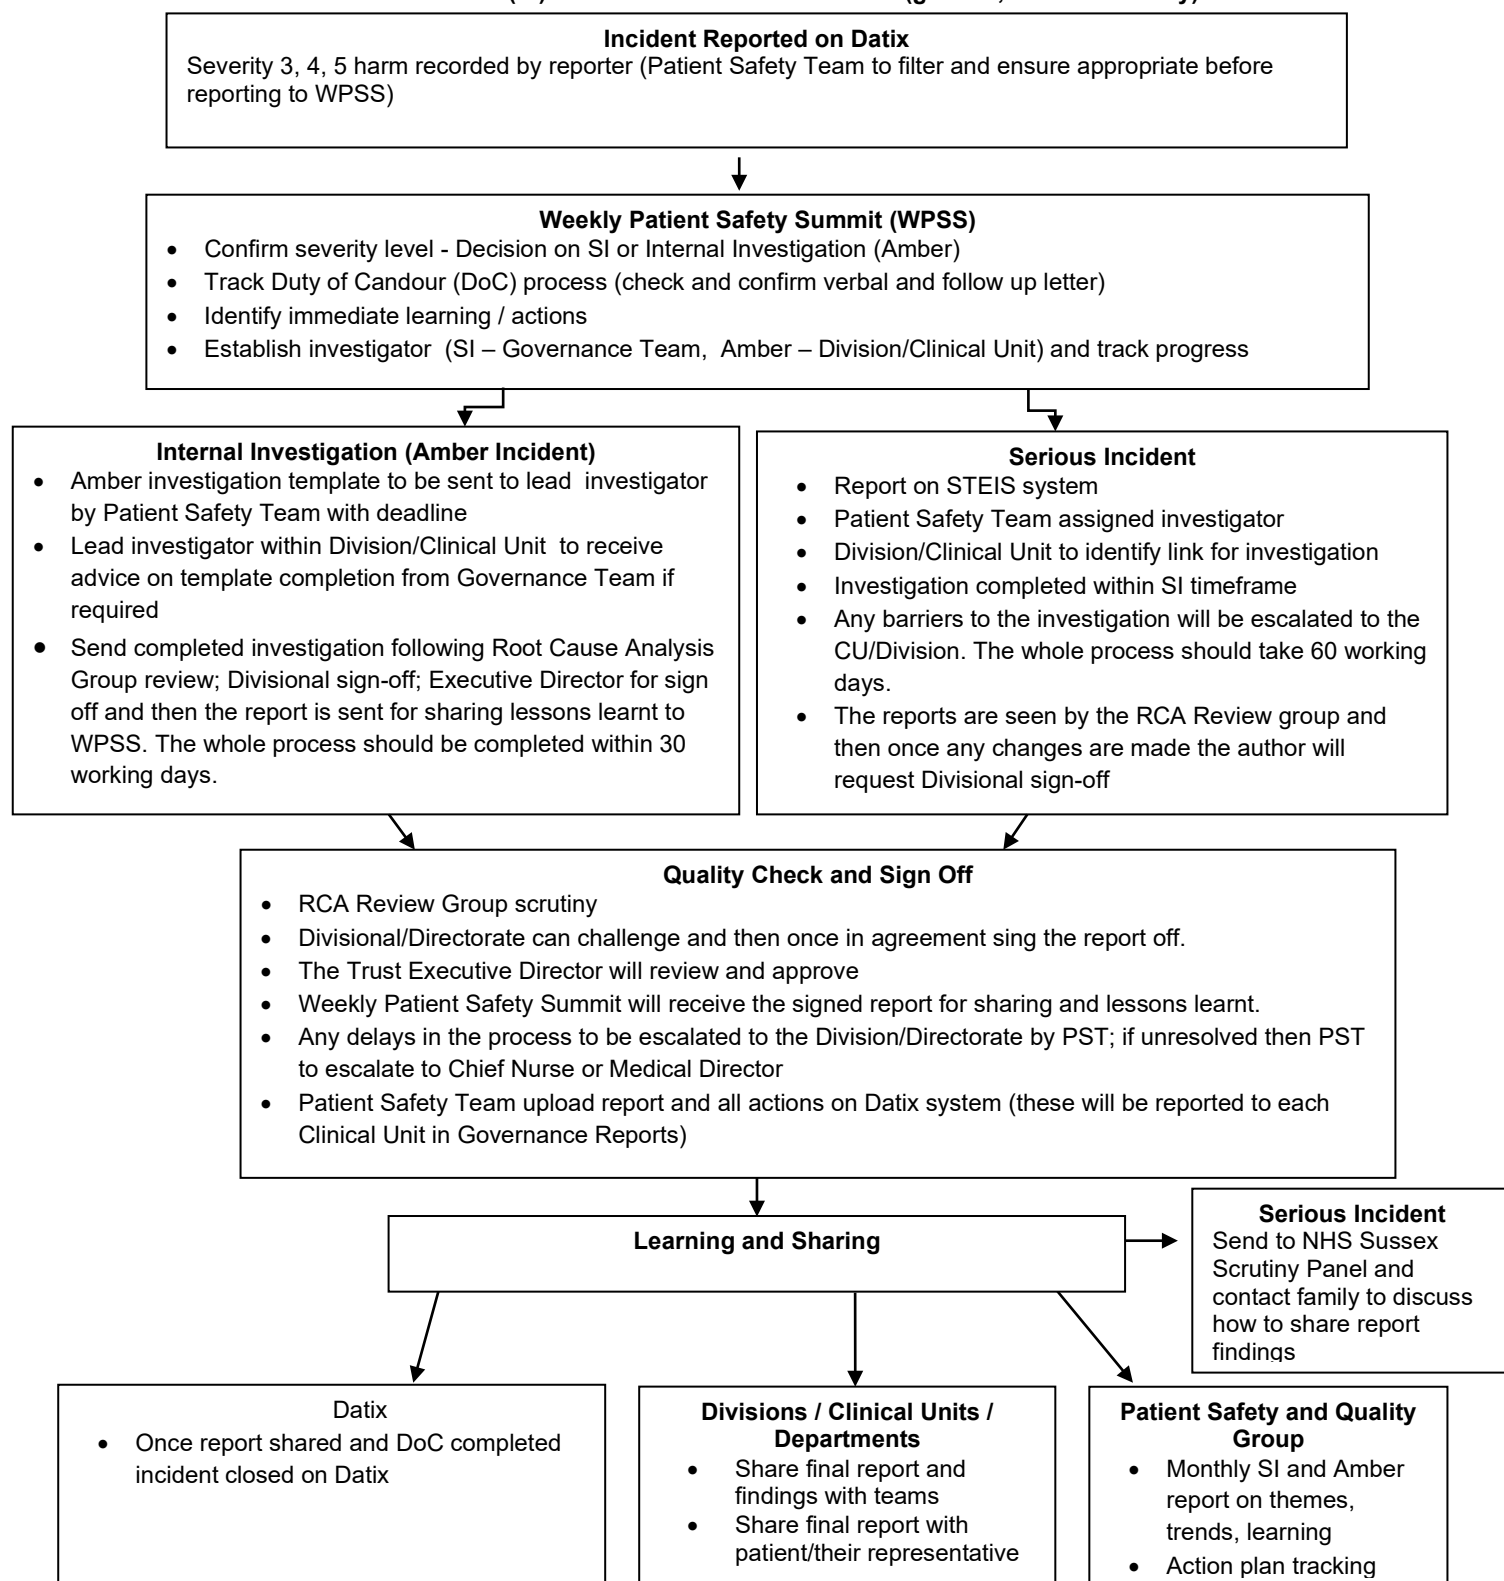 Incident Reported on Datix
Severity 3, 4, 5 harm recorded by reporter (Patient Safety Team to filter and ensure appropriate before
reporting to WPSS)
Weekly Patient Safety Summit (WPSS)
• Confirm severity level - Decision on SI or Internal Investigation (Amber)
• Track Duty of Candour (DoC) process (check and confirm verbal and follow up letter)
• Identify immediate learning / actions
• Establish investigator (SI – Governance Team, Amber – Division/Clinical Unit) and track progress
Internal Investigation (Amber Incident)
• Amber investigation template to be sent to lead investigator
by Patient Safety Team with deadline
• Lead investigator within Division/Clinical Unit to receive
advice on template completion from Governance Team if
required
• Send completed investigation following Root Cause Analysis
Group review; Divisional sign-off; Executive Director for sign
off and then the report is sent for sharing lessons learnt to
WPSS. The whole process should be completed within 30
working days.
Serious Incident
• Report on STEIS system
• Patient Safety Team assigned investigator
• Division/Clinical Unit to identify link for investigation
• Investigation completed within SI timeframe
• Any barriers to the investigation will be escalated to the
CU/Division. The whole process should take 60 working
days.
• The reports are seen by the RCA Review group and
then once any changes are made the author will
request Divisional sign-off
Quality Check and Sign Off
• RCA Review Group scrutiny
• Divisional/Directorate can challenge and then once in agreement sing the report off.
• The Trust Executive Director will review and approve
• Weekly Patient Safety Summit will receive the signed report for sharing and lessons learnt.
• Any delays in the process to be escalated to the Division/Directorate by PST; if unresolved then PST
to escalate to Chief Nurse or Medical Director
• Patient Safety Team upload report and all actions on Datix system (these will be reported to each
Clinical Unit in Governance Reports)
Learning and Sharing
Serious Incident
Send to NHS Sussex
Scrutiny Panel and
contact family to discuss
how to share report
findings
Datix
• Once report shared and DoC completed
incident closed on Datix
Divisions / Clinical Units /
Departments
• Share final report and
findings with teams
• Share final report with
patient/their representative
Patient Safety and Quality
Group
• Monthly SI and Amber
report on themes,
trends, learning
• Action plan tracking